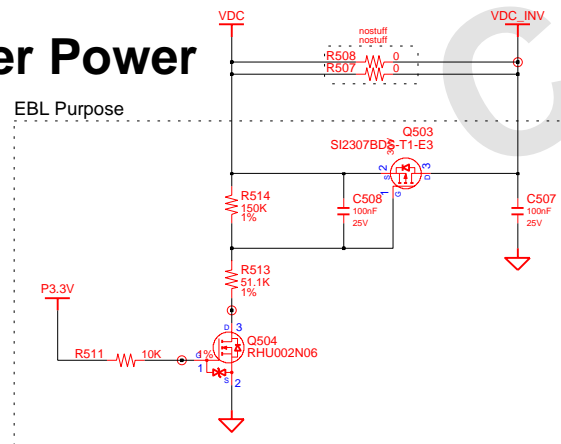 VDC
VDC_INV
nostuff
nostuff
er Power
R508 0
R507 0
EBL Purpose
Q503
SI2307BDS-T1-E3
30V
S 2
3 D
1 G
R514
150K
1%
C508
100nF
25V
C507
100nF
25V
R513
51.1K
1%
P3.3V
D 3
Q504
RHU002N06
R511 10K 1%
G
1
S 2
C